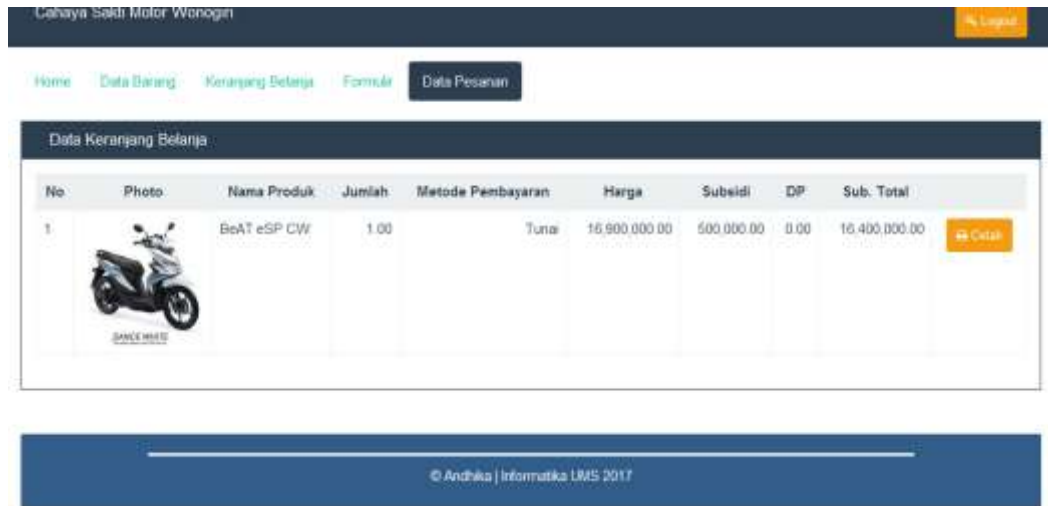 Cahaya Sakti Motor Wonogiri
Logout
Home Data Barang Keranjang Belanja Formulir Data Pesanan
Data Keranjang Belanja
No Photo Nama Produk Jumlah Metode Pembayaran Harga Subsidi DP Sub. Total
1 BeAT eSP CW 1.00 Tunai 16,900,000.00 500,000.00 0.00 16,400,000.00 Cetak
DANCE WHITE
© Andhika | Informatika UMS 2017